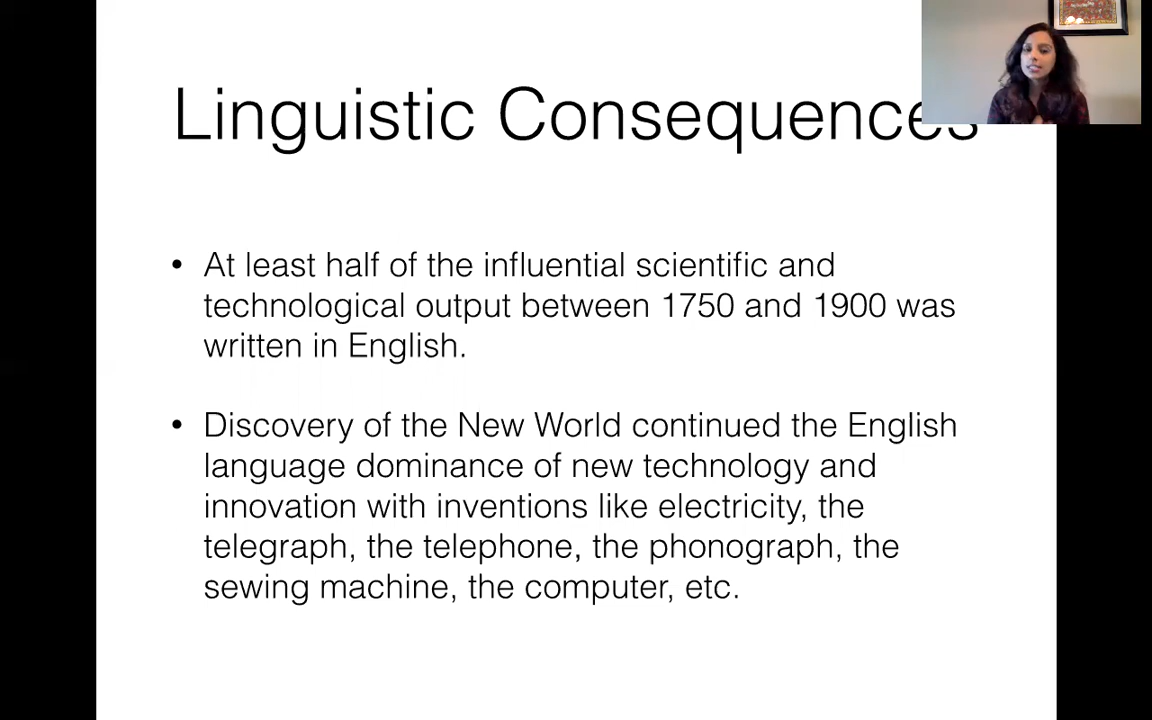 Linguistic Consequences
• At least half of the influential scientific and
technological output between 1750 and 1900 was
written in English.
• Discovery of the New World continued the English
language dominance of new technology and
innovation with inventions like electricity, the
telegraph, the telephone, the phonograph, the
sewing machine, the computer, etc.